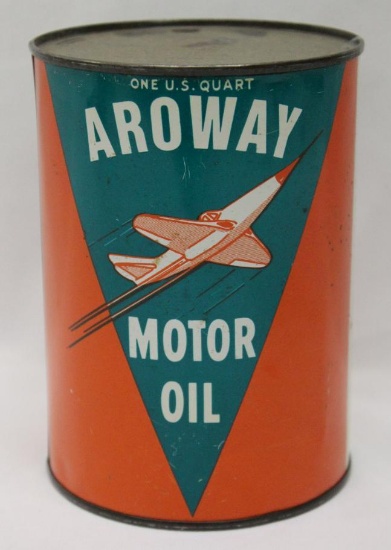 ONE U.S. QUART
AROWAY
MOTOR
OIL